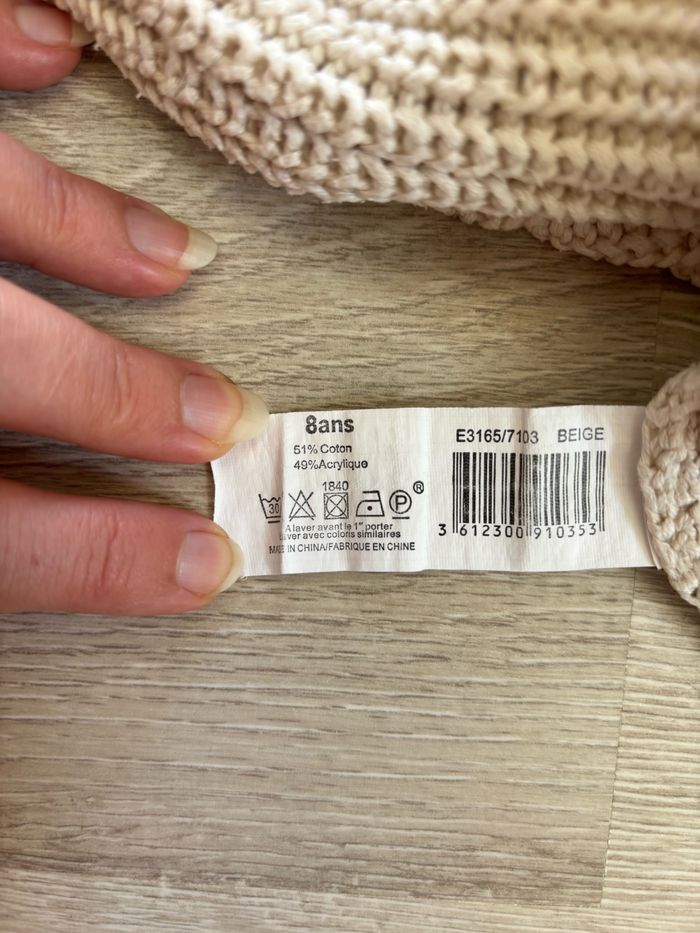 8ans
51% Coton
49%Acrylique
1840
30 P ®
A laver avant le 1er porter
laver avec coloris similaires
MADE IN CHINA/FABRIQUE EN CHINE
E3165/7103 BEIGE
3 612300 910353